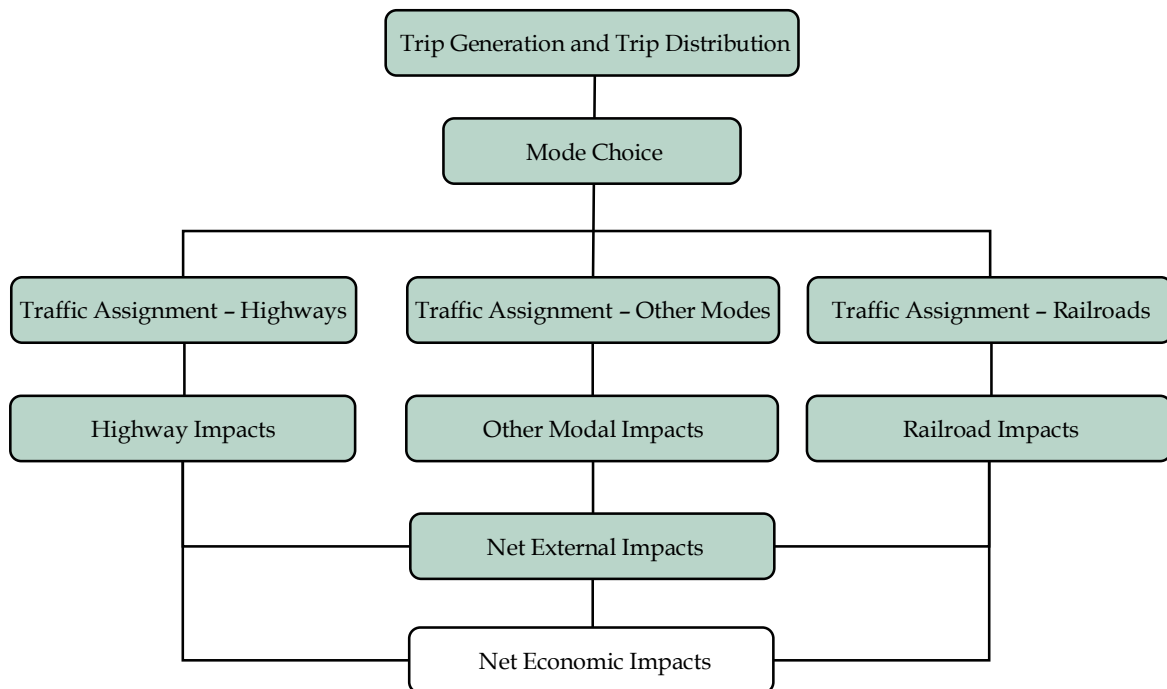 Trip Generation and Trip Distribution
Mode Choice
Traffic Assignment – Highways
Traffic Assignment – Other Modes
Traffic Assignment – Railroads
Highway Impacts
Other Modal Impacts
Railroad Impacts
Net External Impacts
Net Economic Impacts